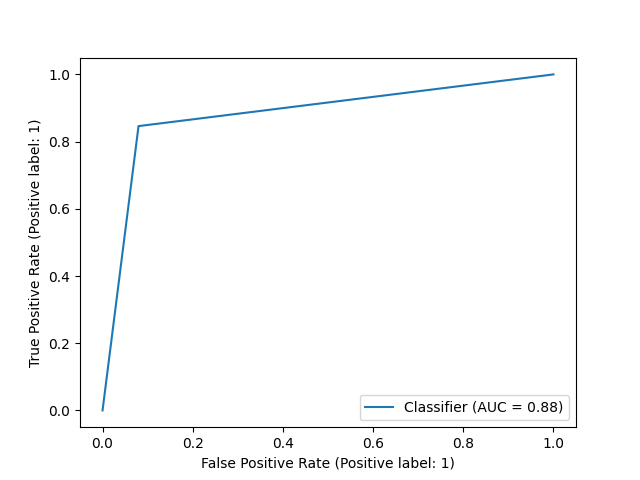 1.0
0.8
0.6
0.4
0.2
0.0
True Positive Rate (Positive label: 1)
Classifier (AUC = 0.88)
0.0 0.2 0.4 0.6 0.8 1.0
False Positive Rate (Positive label: 1)